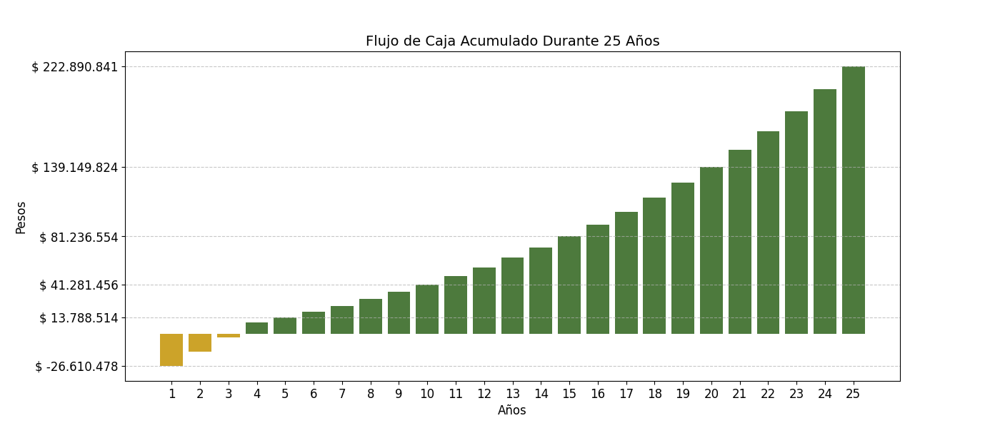 Flujo de Caja Acumulado Durante 25 Años
$ 222.890.841
$ 139.149.824
$ 81.236.554
$ 41.281.456
$ 13.788.514
$ -26.610.478
Pesos
1 2 3 4 5 6 7 8 9 10 11 12 13 14 15 16 17 18 19 20 21 22 23 24 25
Años